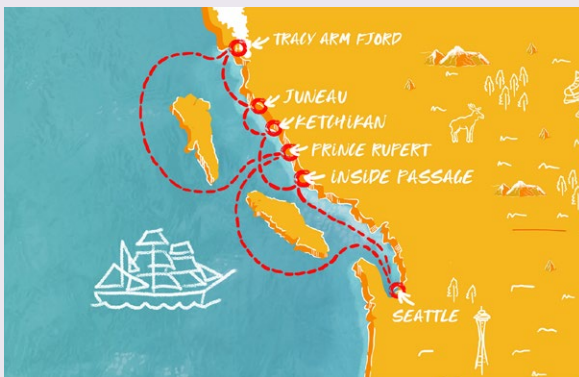 TRACY ARM FJORD
JUNEAU
KETCHIKAN
PRINCE RUPERT
INSIDE PASSAGE
SEATTLE